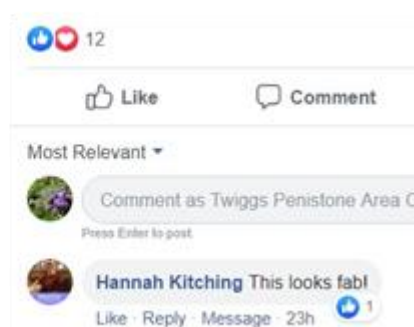 12
Like Comment
Most Relevant
Comment as Twiggs Penistone Area
Press Enter to post.
Hannah Kitching This looks fab!
Like · Reply · Message · 23h 1